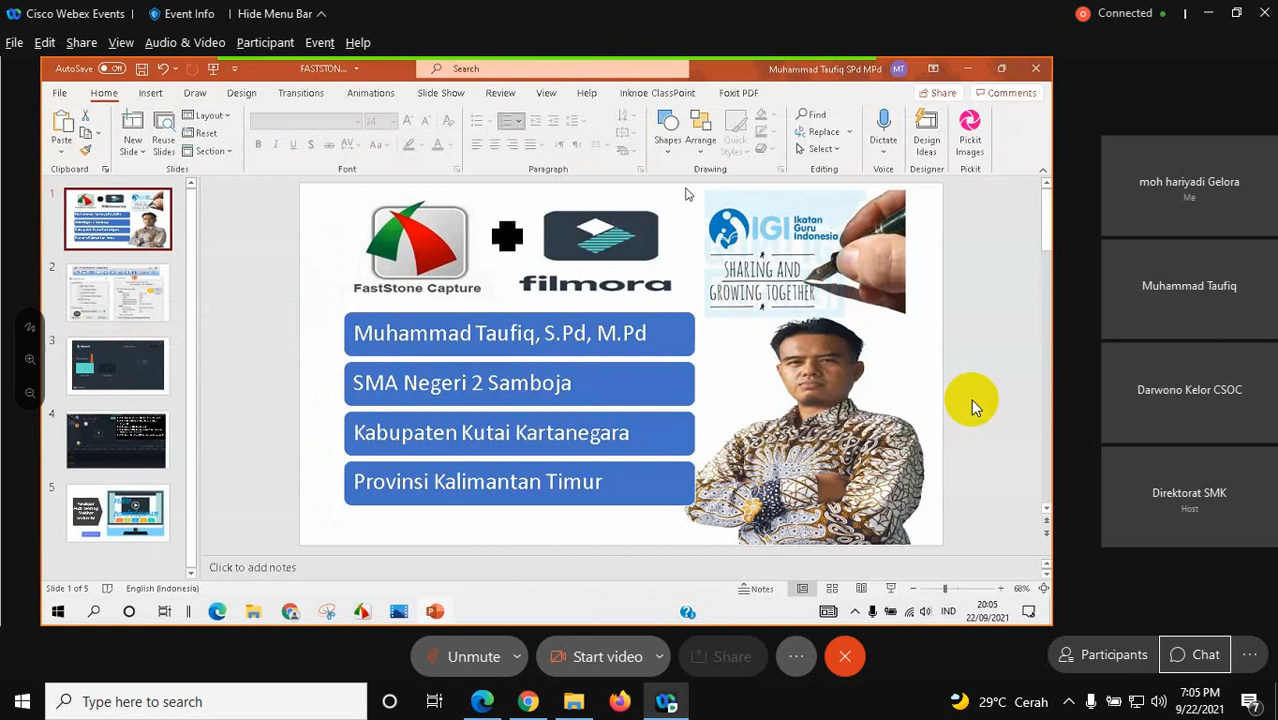 Cisco Webex Events
Event Info
Hide Menu Bar
Connected
File Edit Share View Audio & Video Participant Event Help
AutoSave Off
FASTSTON...
Search
Muhammad Taufiq SPd MPd
MT
File Home Insert Draw Design Transitions Animations Slide Show Review View Help Inknoe ClassPoint Foxit PDF
Share
Comments
Paste
New Slide
Reuse Slides
Layout
Reset
Section
24
Shapes
Arrange
Quick Styles
Find
Replace
Select
Dictate
Design Ideas
Pickit Images
Clipboard
Slides
Font
Paragraph
Drawing
Editing
Voice
Designer
Pickit
1
2
3
4
5
FastStone Capture
filmora
IGI
Ikatan
Guru
Indonesia
SHARING AND
GROWING TOGETHER
Muhammad Taufiq, S.Pd, M.Pd
SMA Negeri 2 Samboja
Kabupaten Kutai Kartanegara
Provinsi Kalimantan Timur
Click to add notes
Slide 1 of 5
English (Indonesia)
Notes
68%
IND
20:05
22/09/2021
moh hariyadi Gelora
Me
Muhammad Taufiq
Darwono Kelor CSOC
Direktorat SMK
Host
Unmute
Start video
Share
Participants
Chat
Type here to search
29°C Cerah
7:05 PM
9/22/2021
7